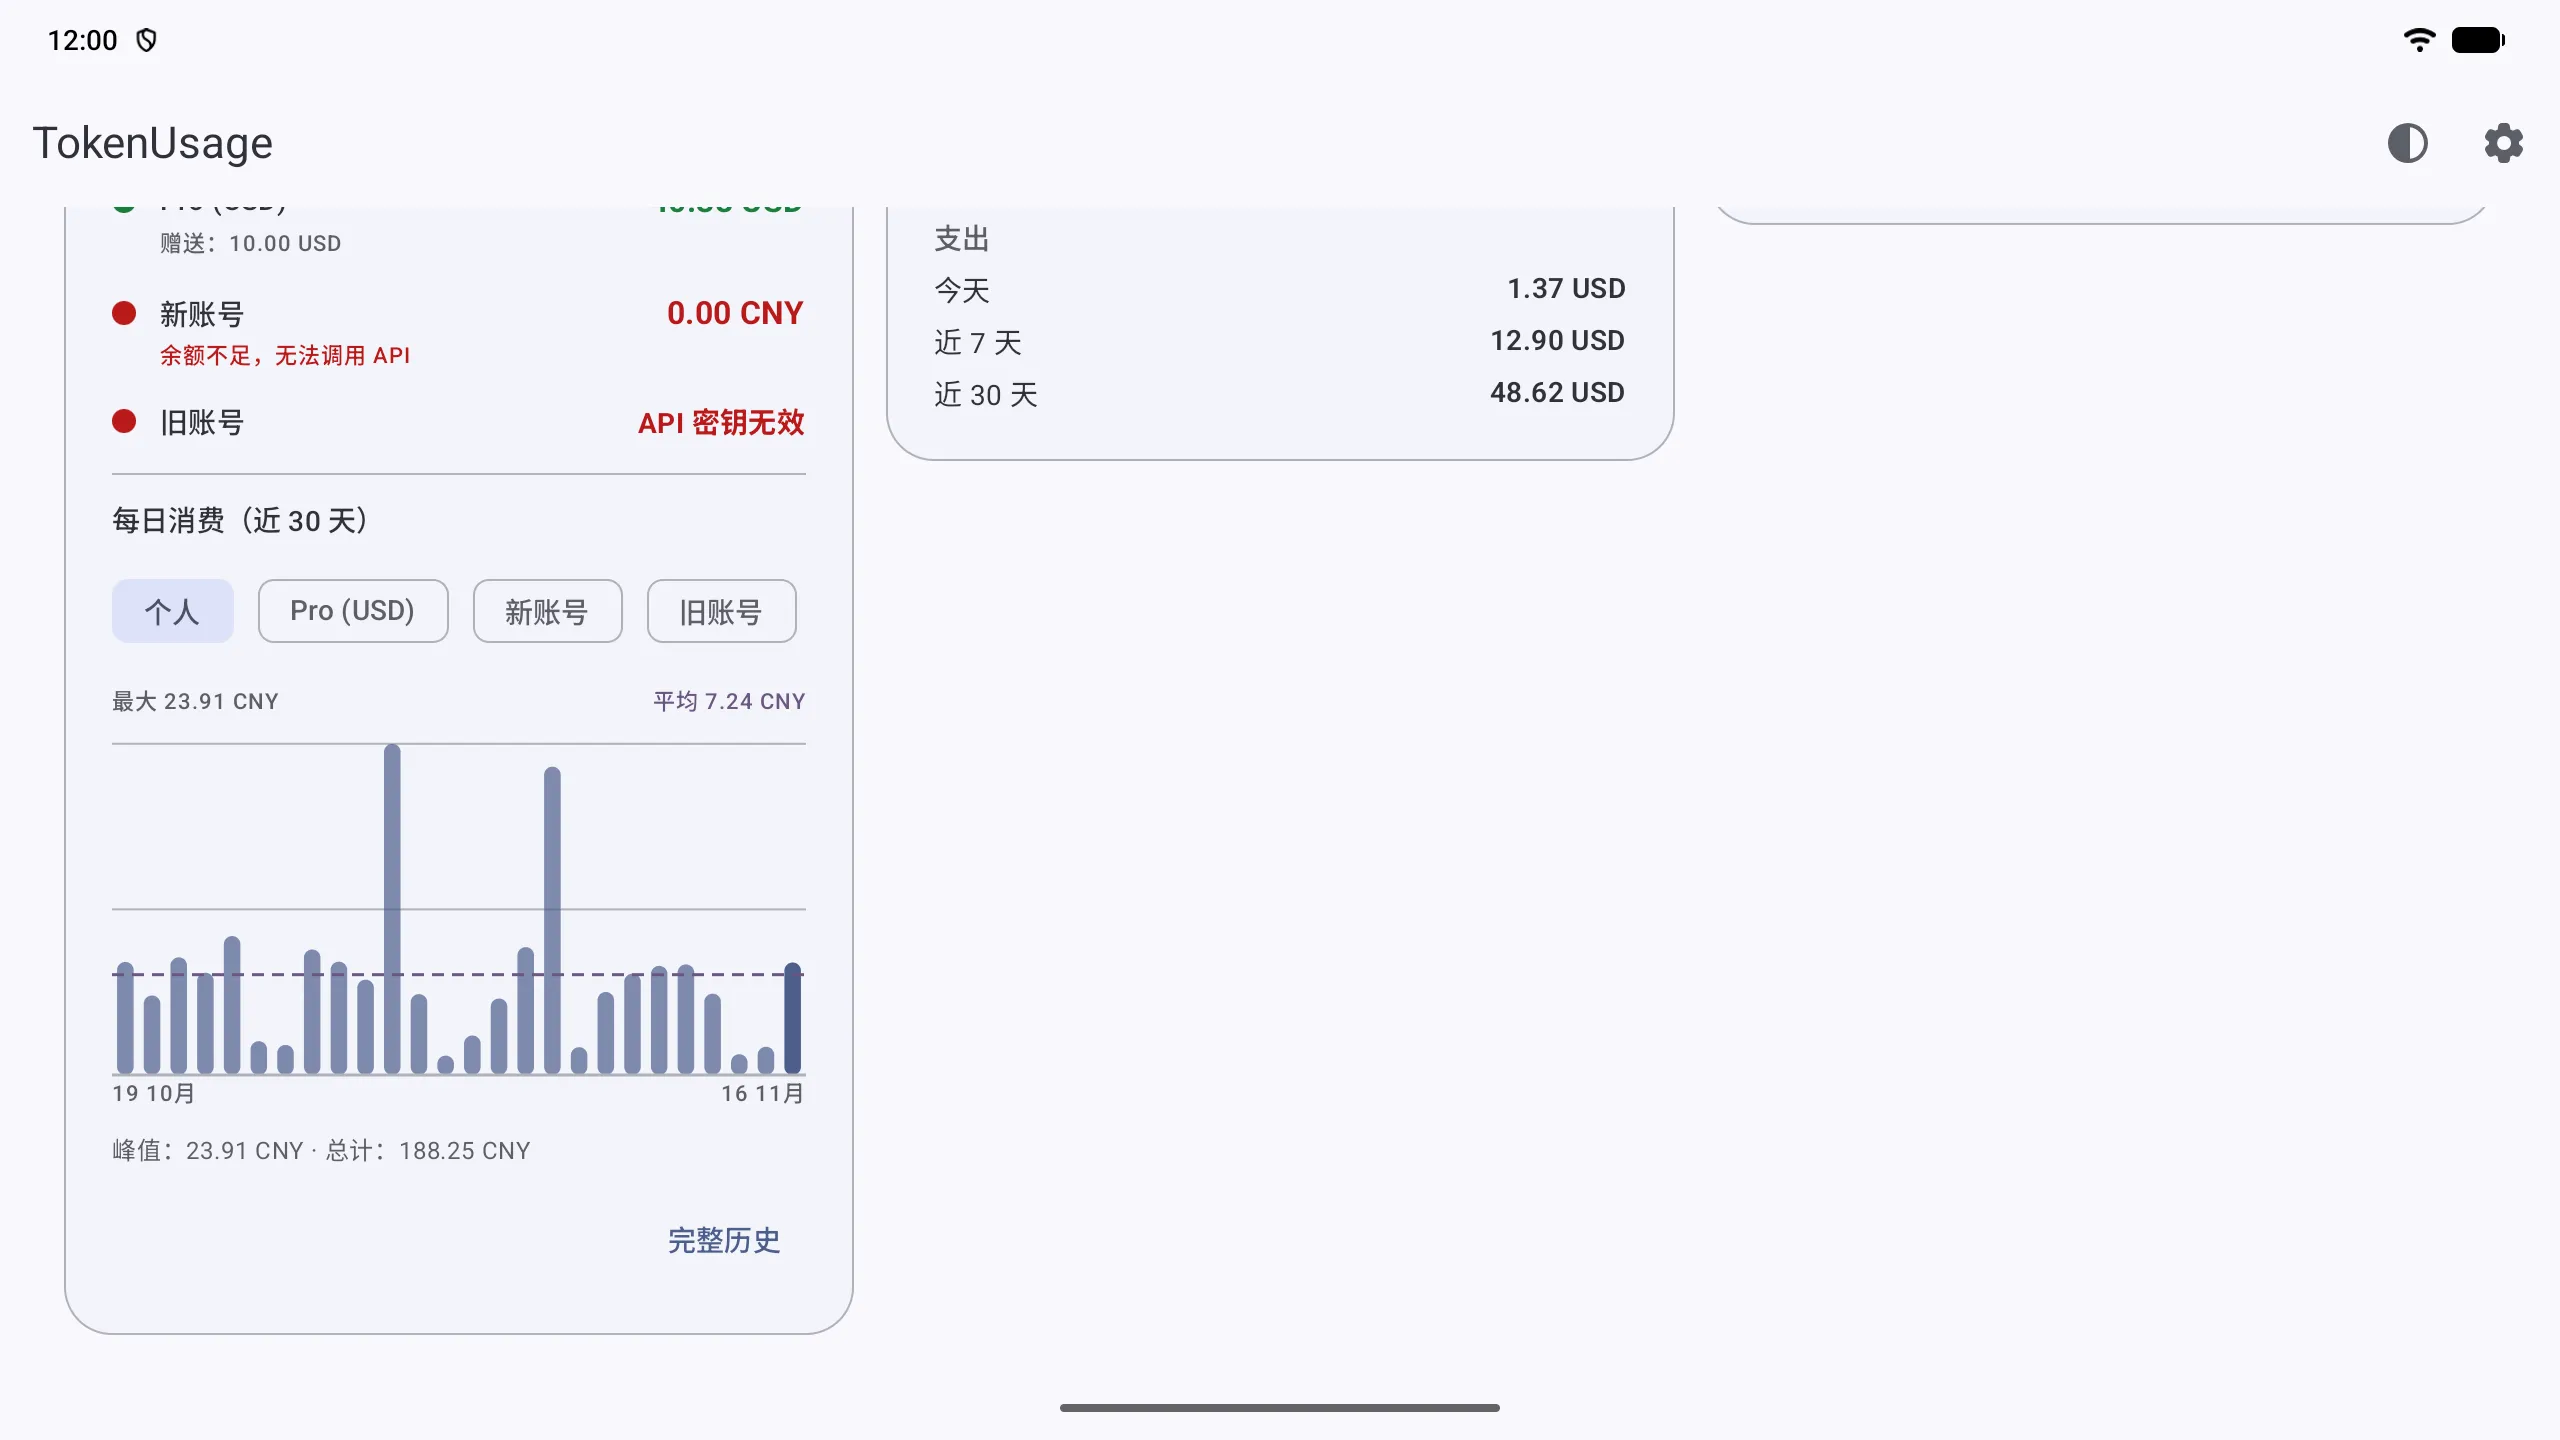 12:00
TokenUsage
Pro (USD)
赠送：10.00 USD
新账号 0.00 CNY
余额不足，无法调用 API
旧账号 API 密钥无效
每日消费（近 30 天）
个人 Pro (USD) 新账号 旧账号
最大 23.91 CNY 平均 7.24 CNY
19 10月 16 11月
峰值：23.91 CNY · 总计：188.25 CNY
完整历史
支出
今天 1.37 USD
近 7 天 12.90 USD
近 30 天 48.62 USD